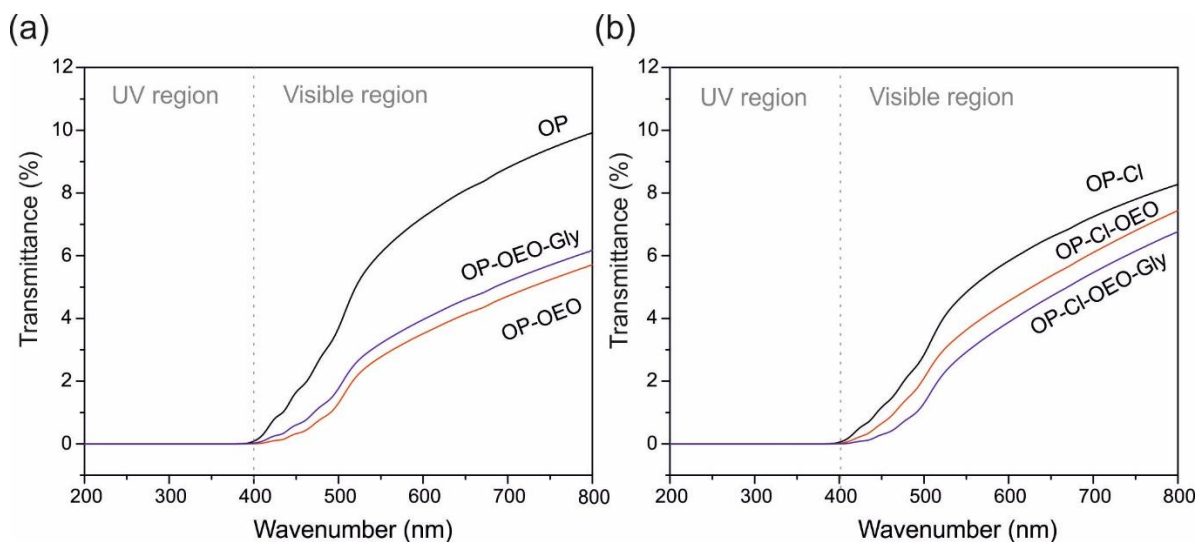 (a)
12
10
8
6
4
2
0
Transmittance (%)
UV region
Visible region
OP
OP-OEO-Gly
OP-OEO
200 300 400 500 600 700 800
Wavenumber (nm)
(b)
12
10
8
6
4
2
0
Transmittance (%)
UV region
Visible region
OP-Cl
OP-Cl-OEO
OP-Cl-OEO-Gly
200 300 400 500 600 700 800
Wavenumber (nm)